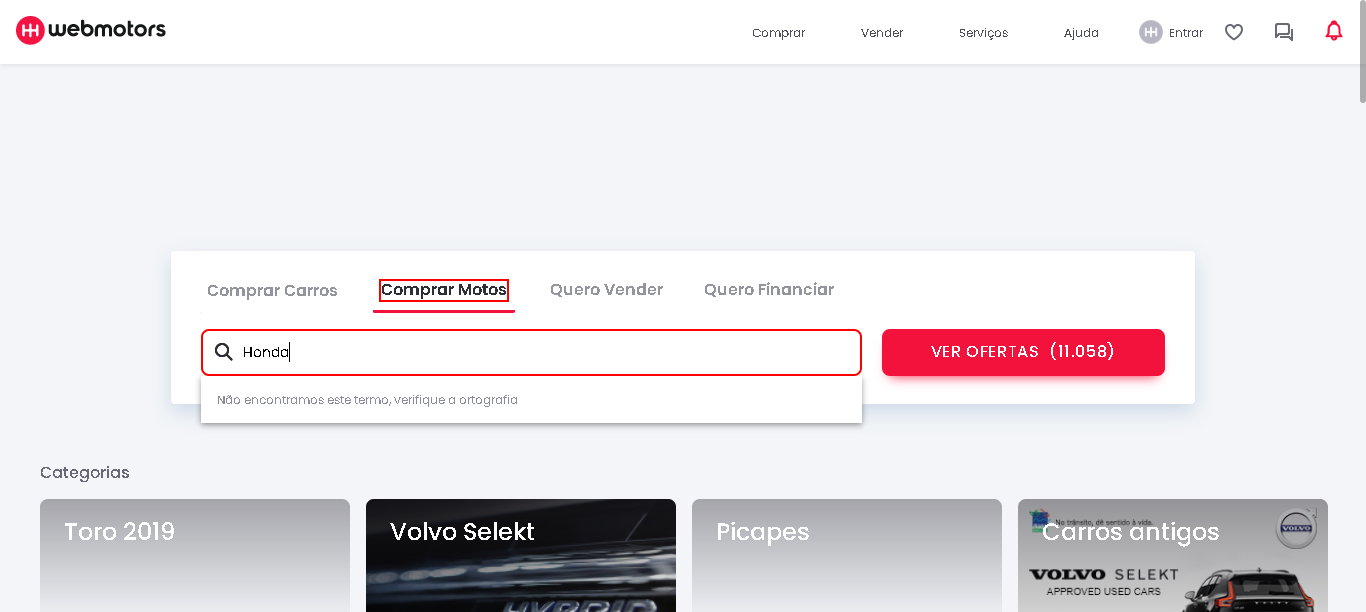 webmotors
Comprar
Vender
Serviços
Ajuda
Entrar
Comprar Carros
Comprar Motos
Quero Vender
Quero Financiar
Honda
VER OFERTAS (11.058)
Não encontramos este termo, verifique a ortografia
Categorias
Toro 2019
Volvo Selekt
Picapes
Carros antigos
No trânsito, dê sentido à vida.
VOLVO
VOLVO SELEKT
APPROVED USED CARS
HYBRID